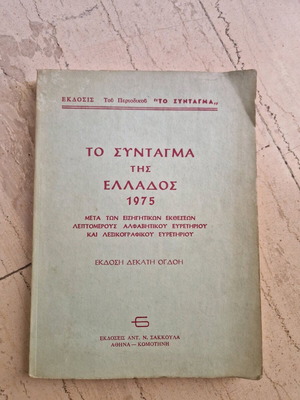 ΕΚΔΟΣΙΣ Τοῦ Περιοδικοῦ "ΤΟ ΣΥΝΤΑΓΜΑ„
ΤΟ ΣΥΝΤΑΓΜΑ
ΤΗΣ
ΕΛΛΑΔΟΣ
1975
ΜΕΤΑ ΤΩΝ ΕΙΣΗΓΗΤΙΚΩΝ ΕΚΘΕΣΕΩΝ
ΛΕΠΤΟΜΕΡΟΥΣ ΑΛΦΑΒΗΤΙΚΟΥ ΕΥΡΕΤΗΡΙΟΥ
ΚΑΙ ΛΕΞΙΚΟΓΡΑΦΙΚΟΥ ΕΥΡΕΤΗΡΙΟΥ
ΕΚΔΟΣΗ ΔΕΚΑΤΗ ΟΓΔΟΗ
ΕΚΔΟΣΕΙΣ ΑΝΤ. Ν. ΣΑΚΚΟΥΛΑ
ΑΘΗΝΑ — ΚΟΜΟΤΗΝΗ